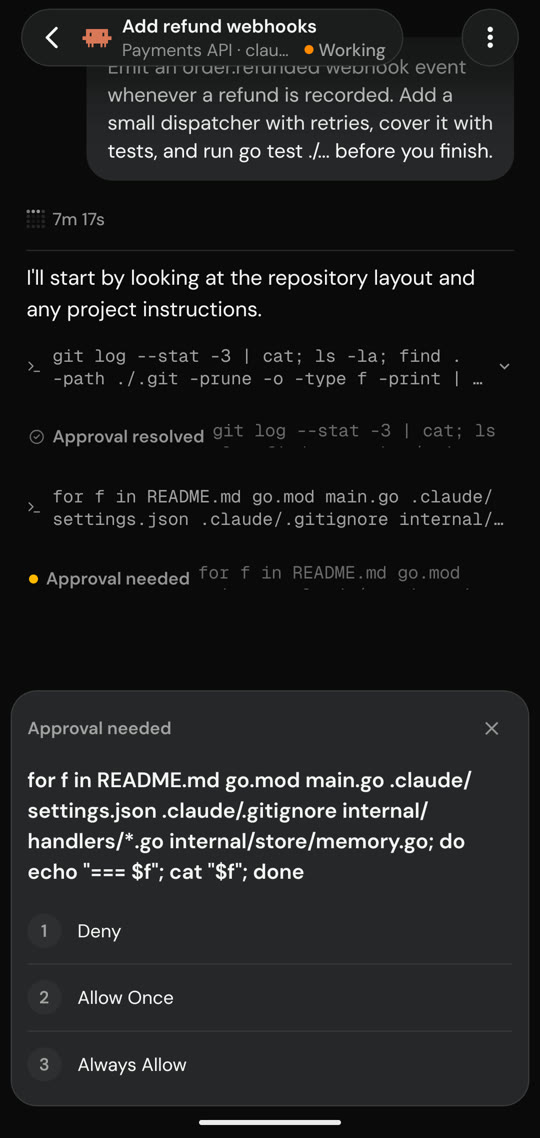 Add refund webhooks
Payments API · clau... Working
Emit an order.refunded webhook event
whenever a refund is recorded. Add a
small dispatcher with retries, cover it with
tests, and run go test ./... before you finish.
7m 17s
I'll start by looking at the repository layout and
any project instructions.
git log --stat -3 | cat; ls -la; find .
-path ./.git -prune -o -type f -print | …
Approval resolved git log --stat -3 | cat; ls
for f in README.md go.mod main.go .claude/
settings.json .claude/.gitignore internal/…
Approval needed for f in README.md go.mod
Approval needed
for f in README.md go.mod main.go .claude/
settings.json .claude/.gitignore internal/
handlers/*.go internal/store/memory.go; do
echo "=== $f"; cat "$f"; done
1 Deny
2 Allow Once
3 Always Allow